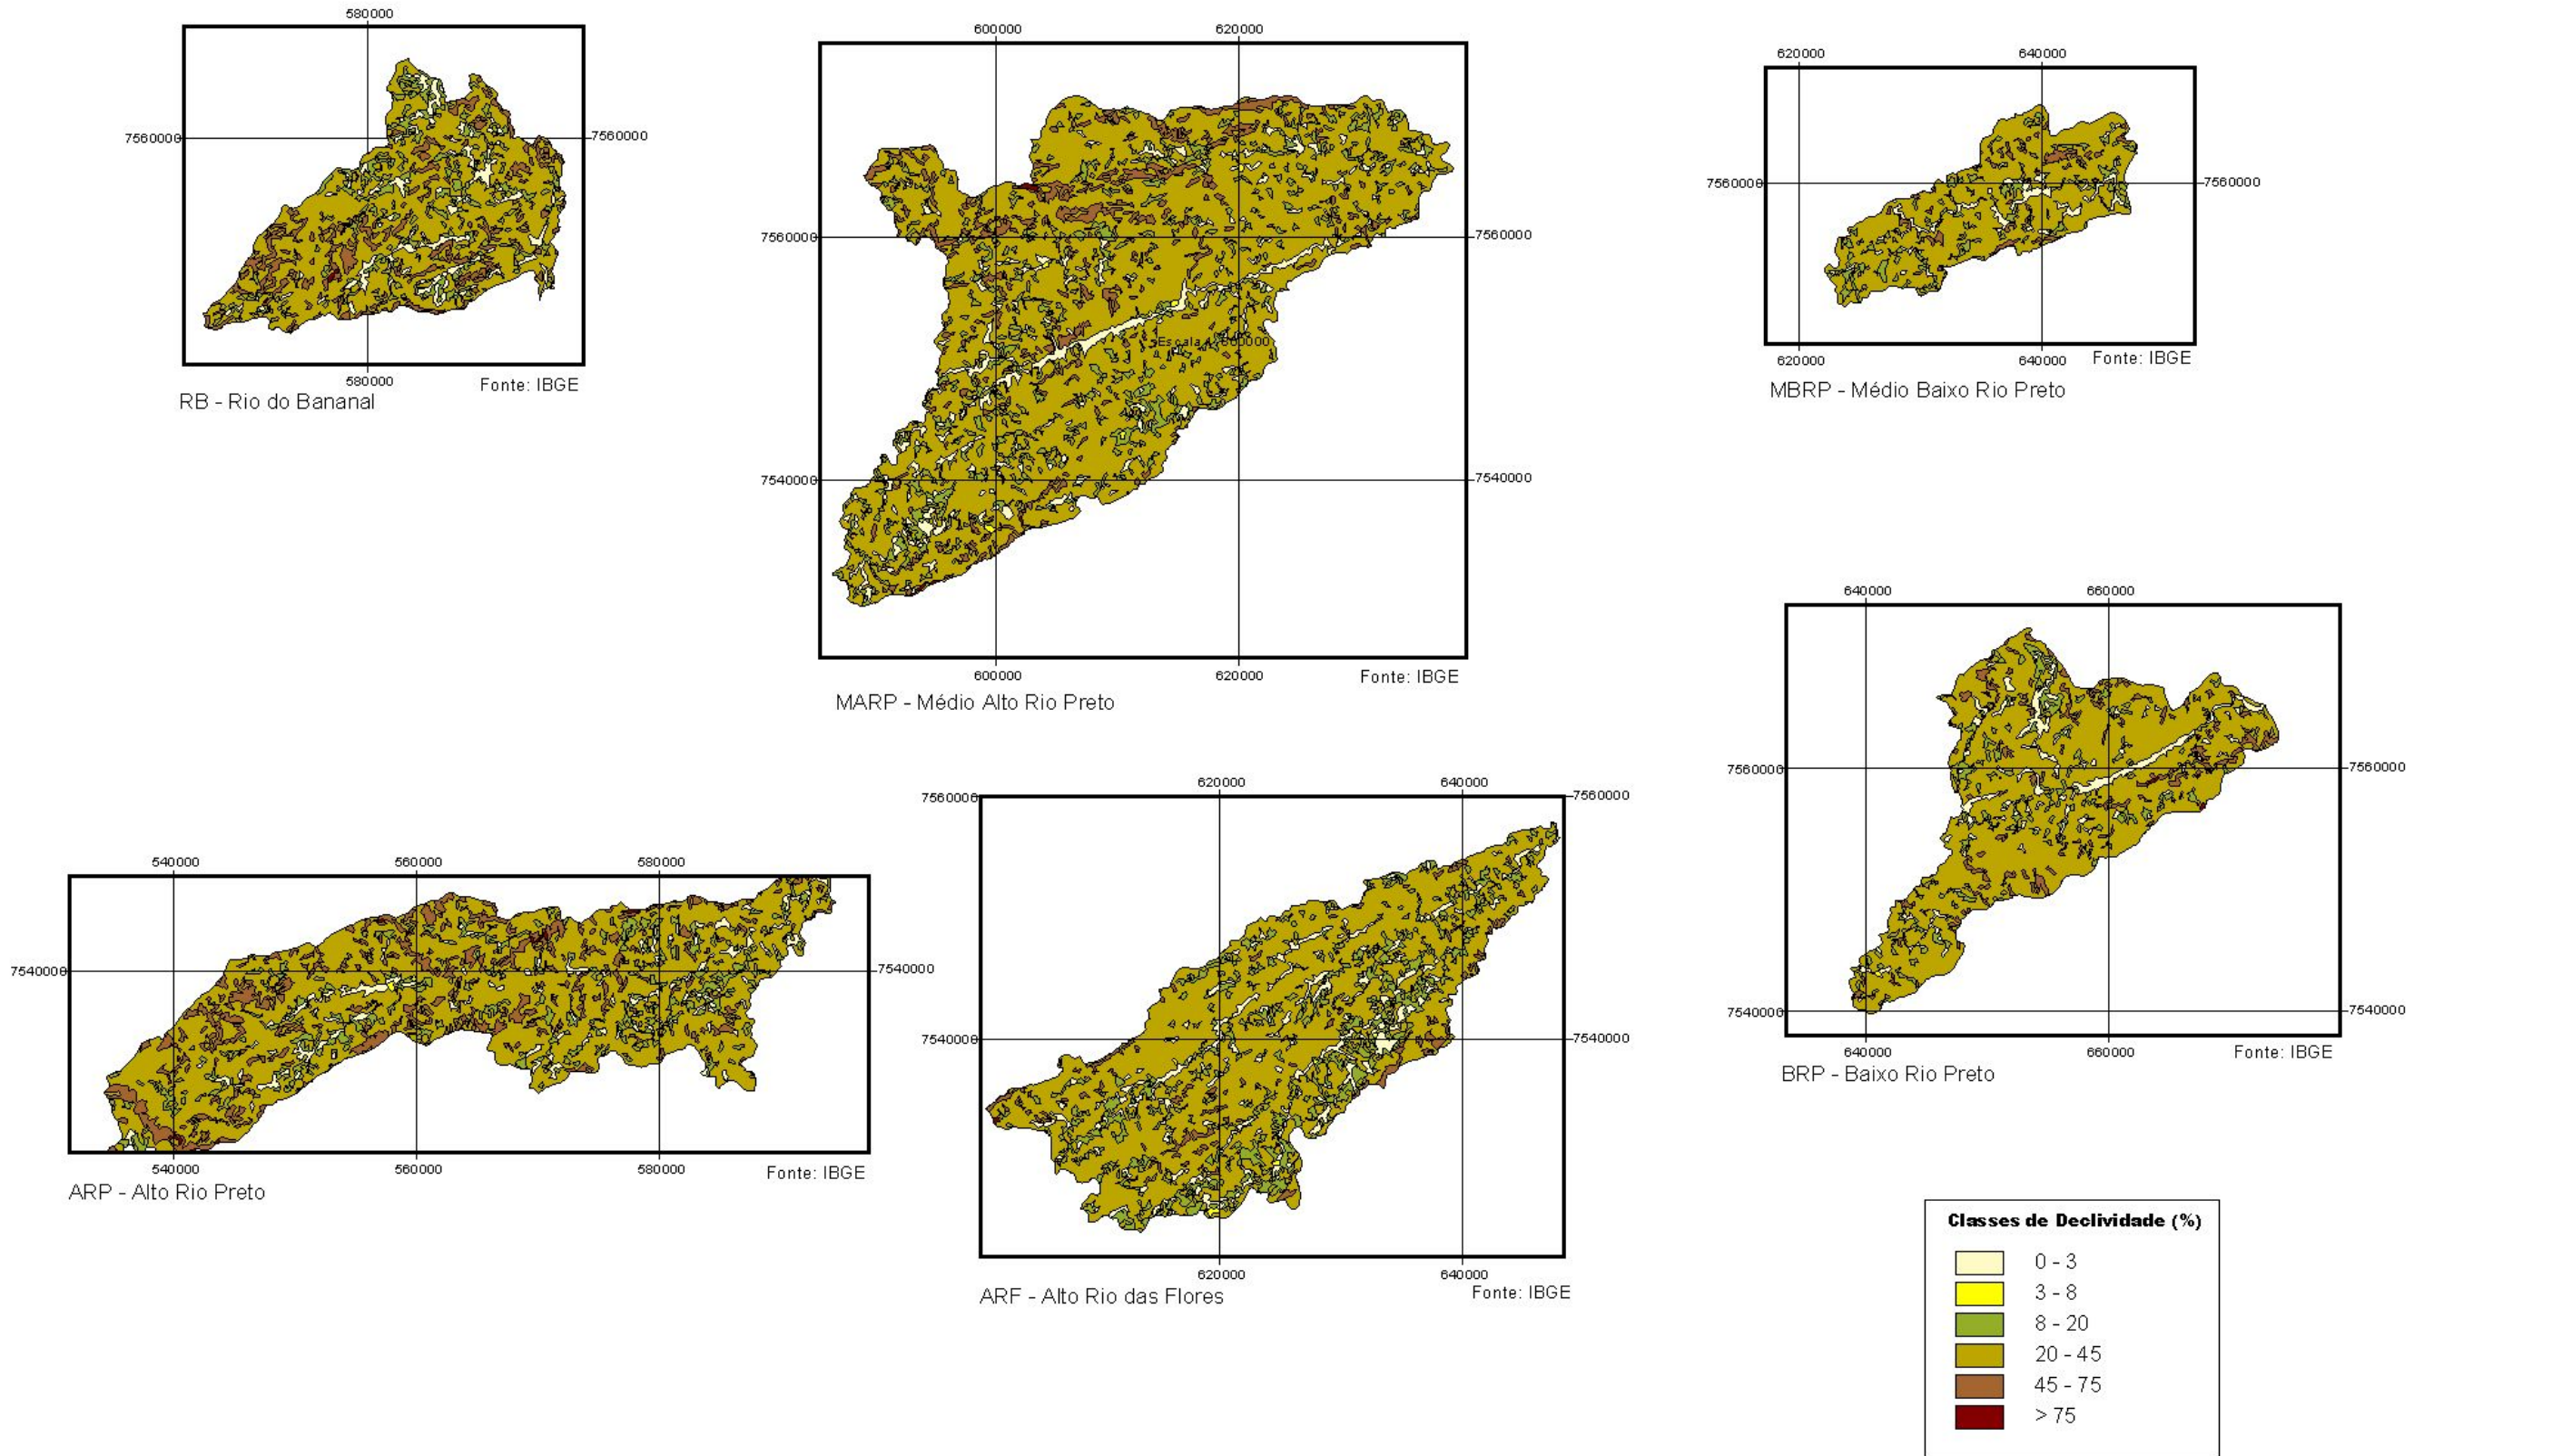 580000
7560000
7560000
580000
Fonte: IBGE
RB - Rio do Bananal
600000
620000
7560000
7560000
7540000
7540000
600000
620000
Fonte: IBGE
MARP - Médio Alto Rio Preto
620000
640000
7560000
7560000
620000
640000
Fonte: IBGE
MBRP - Médio Baixo Rio Preto
640000
660000
7560000
7560000
7540000
7540000
640000
660000
Fonte: IBGE
BRP - Baixo Rio Preto
540000
560000
580000
7540000
7540000
540000
560000
580000
Fonte: IBGE
ARP - Alto Rio Preto
620000
640000
7560000
7560000
7540000
7540000
620000
640000
Fonte: IBGE
ARF - Alto Rio das Flores
Classes de Declividade (%)
0 - 3
3 - 8
8 - 20
20 - 45
45 - 75
> 75